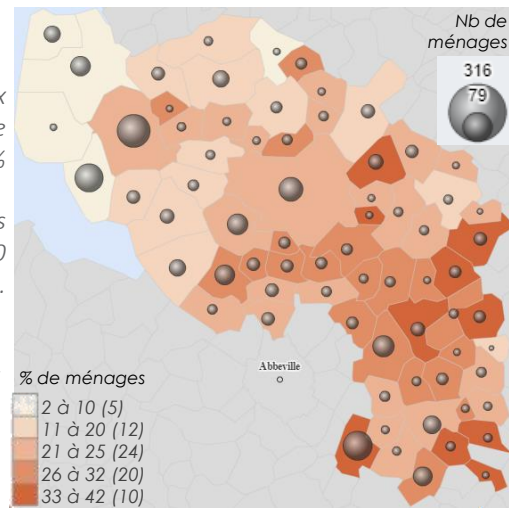 Nb de
ménages
316
79
x
e
%
s
0
.
Abbeville
% de ménages
2 à 10 (5)
11 à 20 (12)
21 à 25 (24)
26 à 32 (20)
33 à 42 (10)